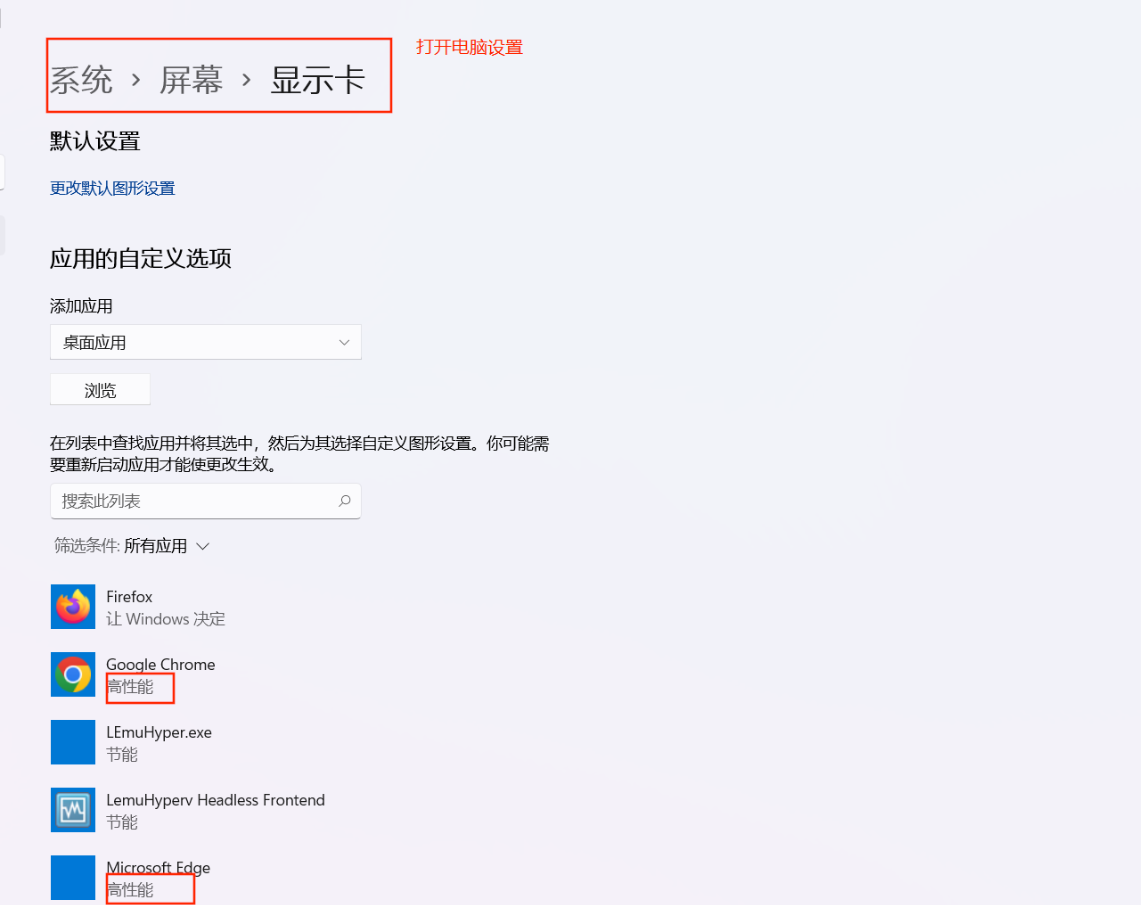 打开电脑设置
系统 › 屏幕 › 显示卡
默认设置
更改默认图形设置
应用的自定义选项
添加应用
桌面应用
浏览
在列表中查找应用并将其选中，然后为其选择自定义图形设置。你可能需
要重新启动应用才能使更改生效。
搜索此列表
筛选条件: 所有应用
Firefox
让 Windows 决定
Google Chrome
高性能
LEmuHyper.exe
节能
LemuHyperv Headless Frontend
节能
Microsoft Edge
高性能